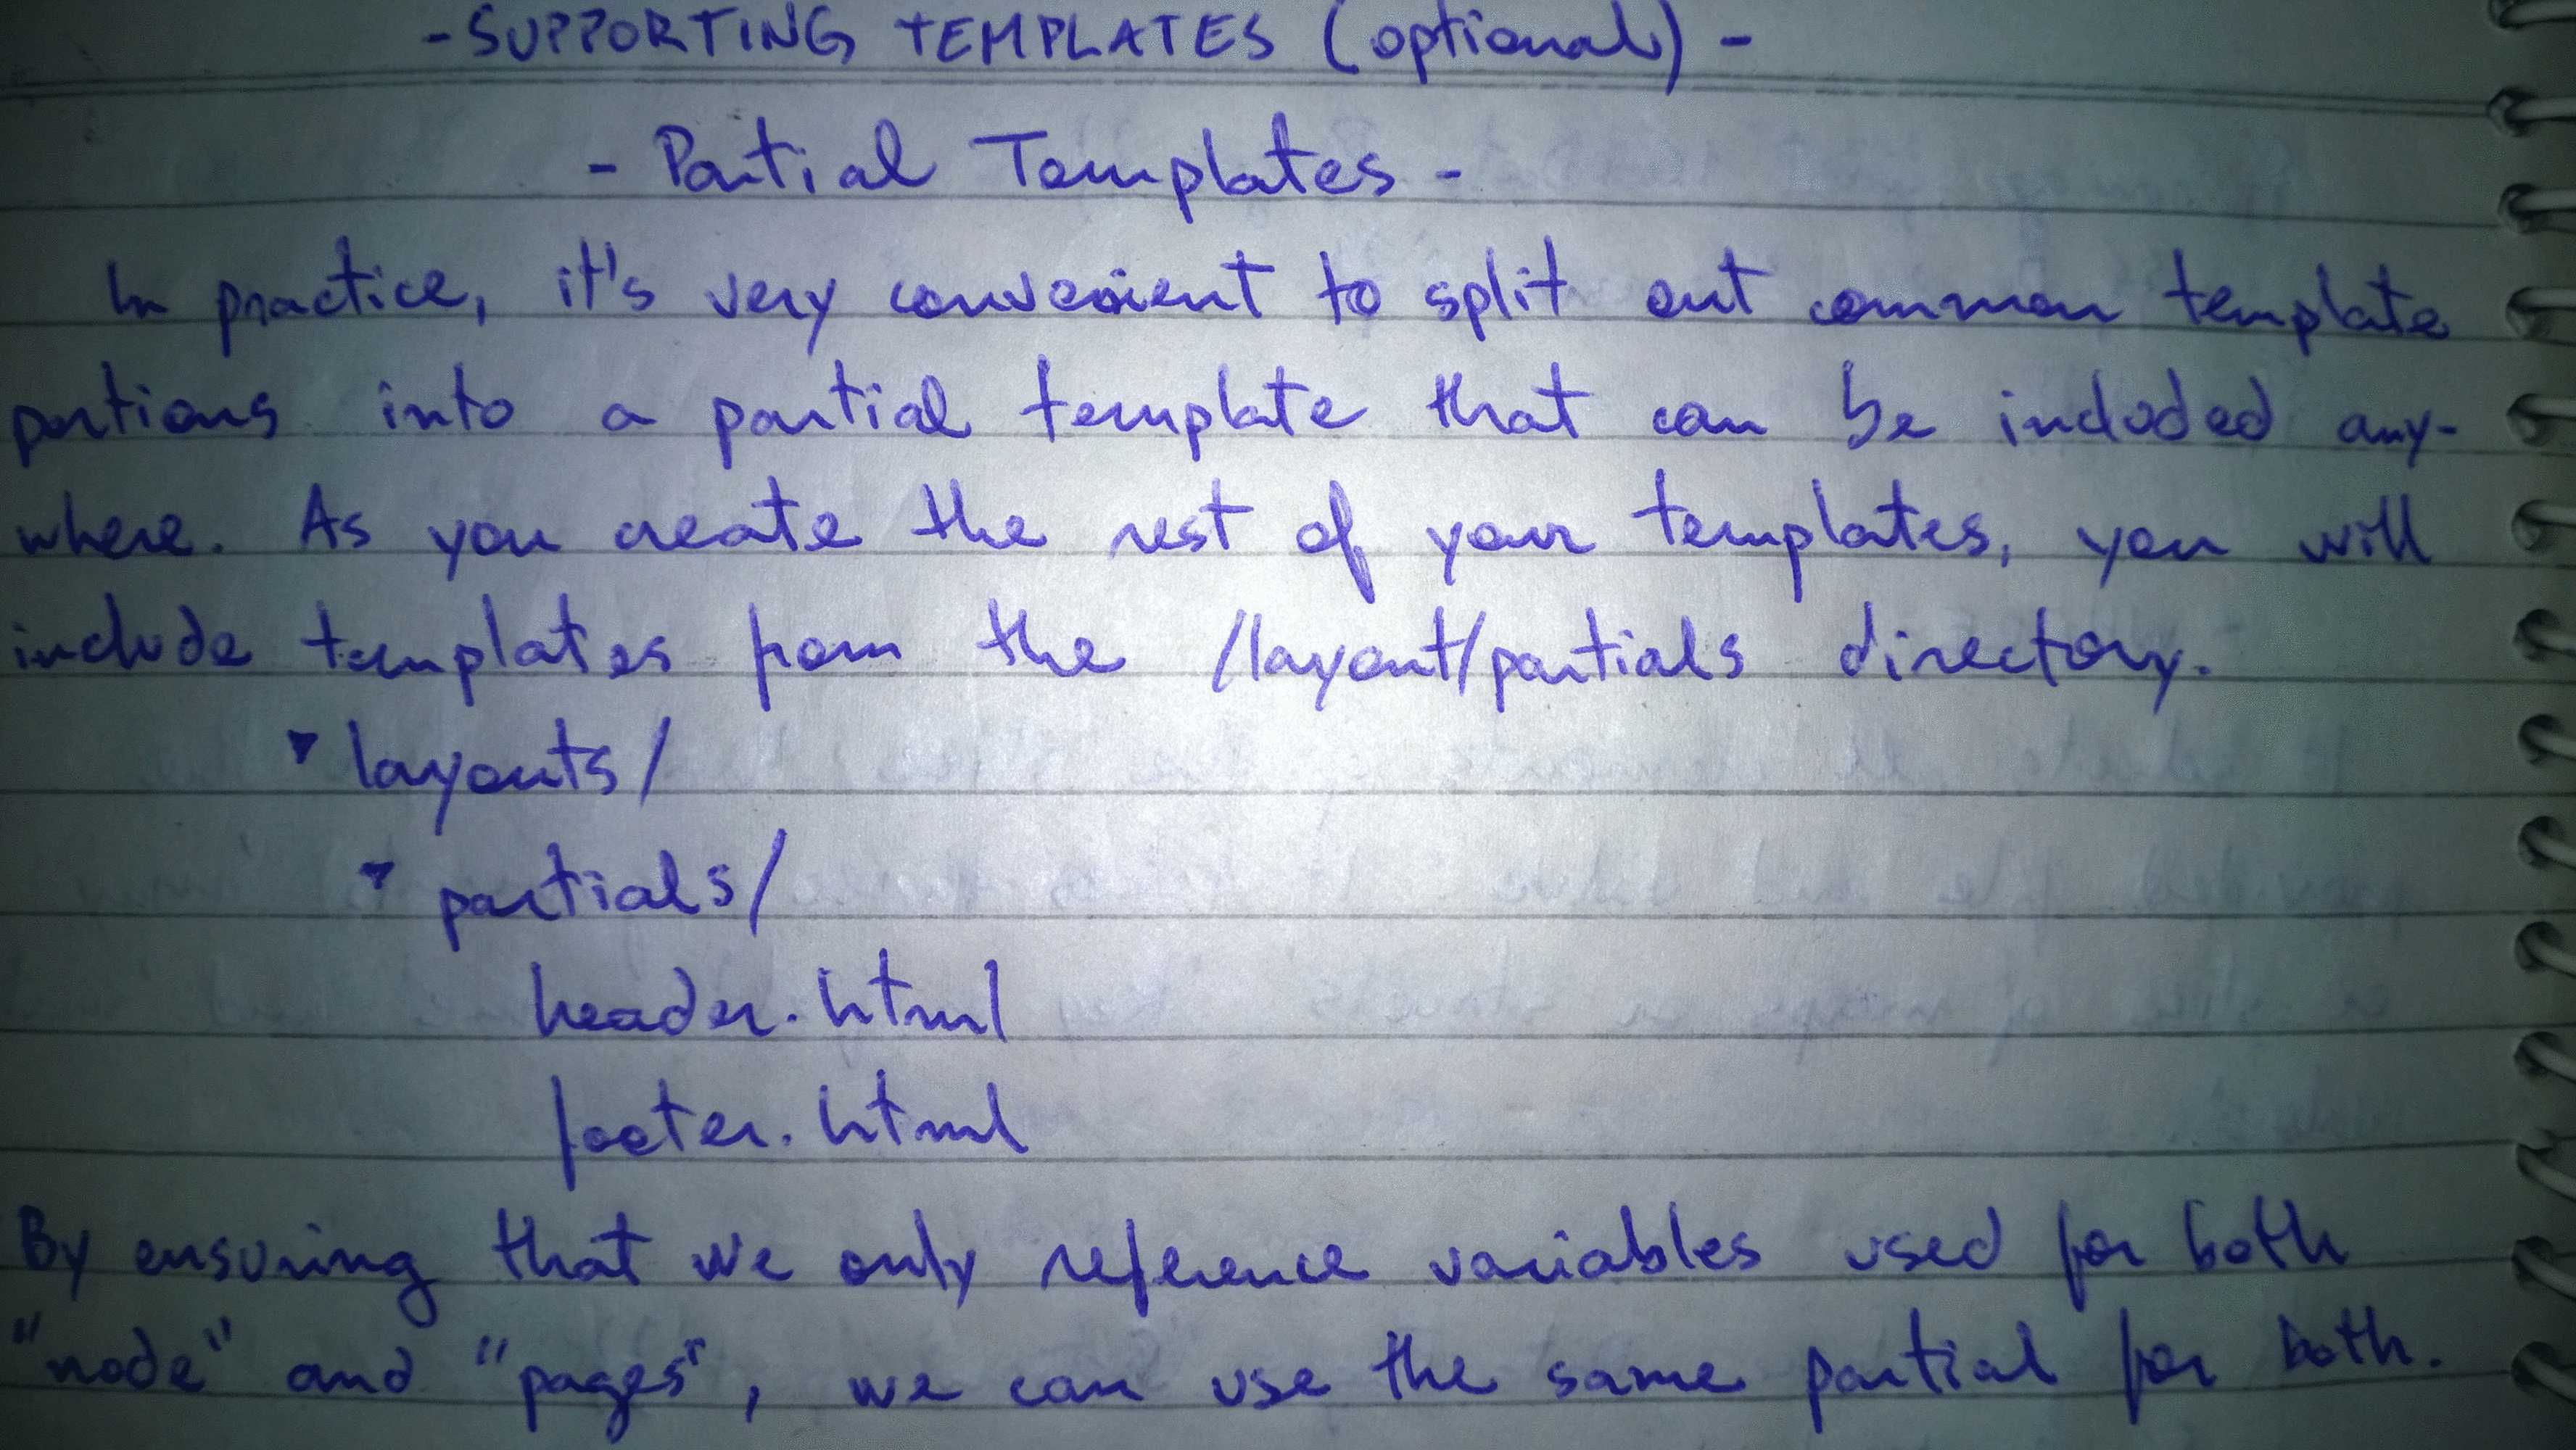 - SUPPORTING TEMPLATES (optional) -
- Partial Templates -
In practice, it's very convenient to split out common template
portions into a partial template that can be included any-
where. As you create the rest of your templates, you will
include templates from the /layout/partials directory.
▾ layouts/
▾ partials/
header.html
footer.html
By ensuring that we only reference variables used for both
"node" and "pages", we can use the same partial for both.